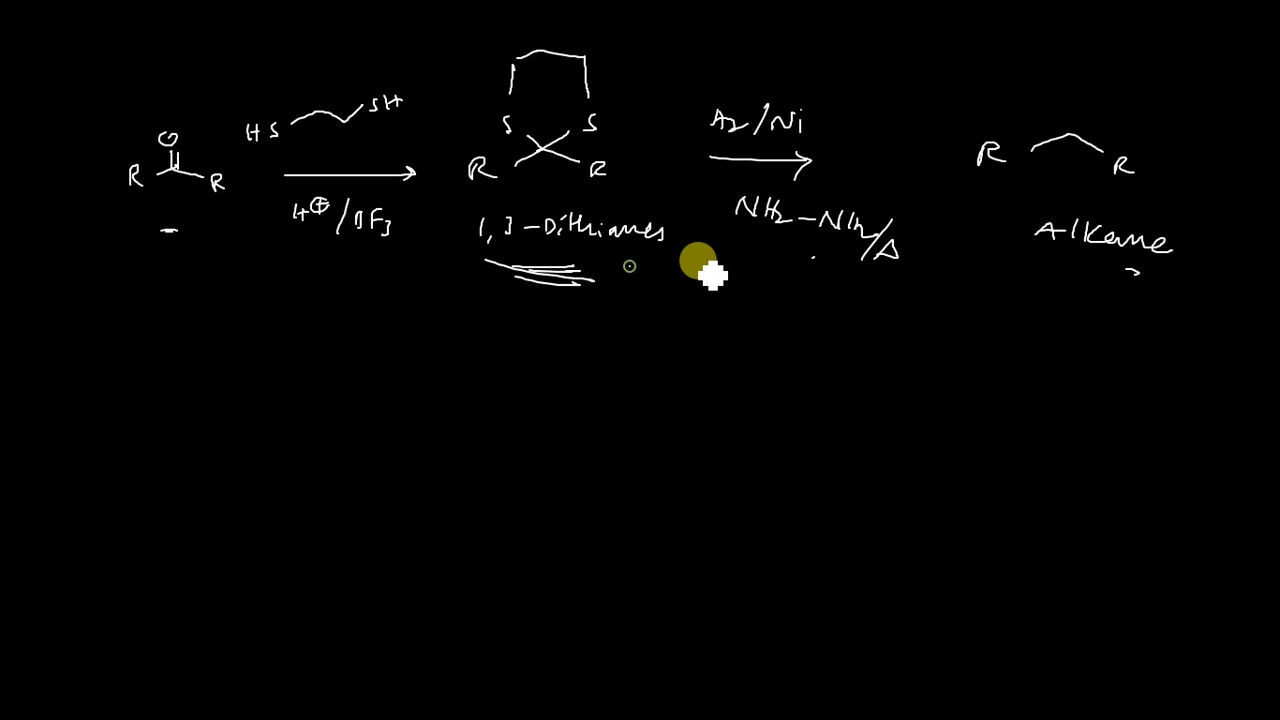 O
R R
HS SH
H⊕/BF3
S S
R R
1,3-Dithianes
H2/Ni
NH2-NH2/Δ
R R
Alkane